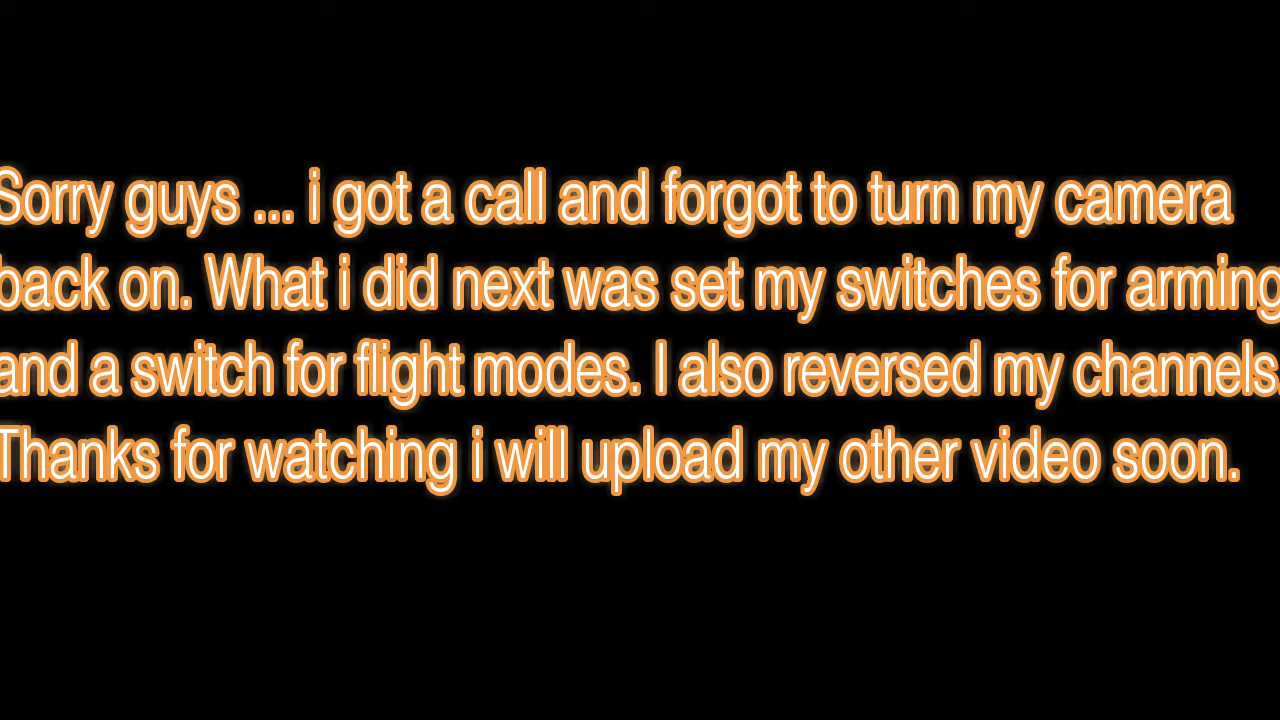 Sorry guys ... i got a call and forgot to turn my camera
back on. What i did next was set my switches for arming
and a switch for flight modes. I also reversed my channels.
Thanks for watching i will upload my other video soon.